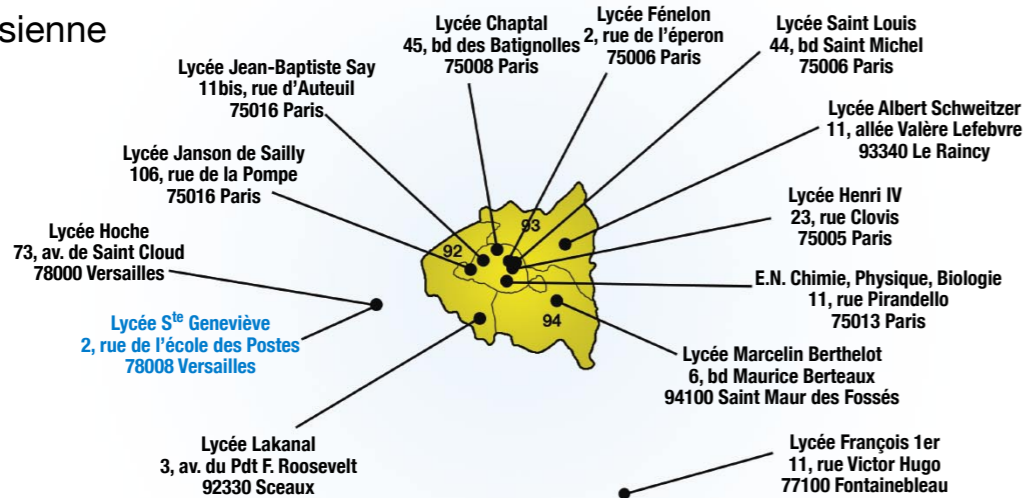 sienne
Lycée Chaptal
45, bd des Batignolles
75008 Paris
Lycée Fénelon
2, rue de l'éperon
75006 Paris
Lycée Saint Louis
44, bd Saint Michel
75006 Paris
Lycée Jean-Baptiste Say
11bis, rue d'Auteuil
75016 Paris
Lycée Albert Schweitzer
11, allée Valère Lefebvre
93340 Le Raincy
Lycée Janson de Sailly
106, rue de la Pompe
75016 Paris
Lycée Henri IV
23, rue Clovis
75005 Paris
93
92
94
Lycée Hoche
73, av. de Saint Cloud
78000 Versailles
E.N. Chimie, Physique, Biologie
11, rue Pirandello
75013 Paris
Lycée Ste Geneviève
2, rue de l'école des Postes
78008 Versailles
Lycée Marcelin Berthelot
6, bd Maurice Berteaux
94100 Saint Maur des Fossés
Lycée Lakanal
3, av. du Pdt F. Roosevelt
92330 Sceaux
Lycée François 1er
11, rue Victor Hugo
77100 Fontainebleau